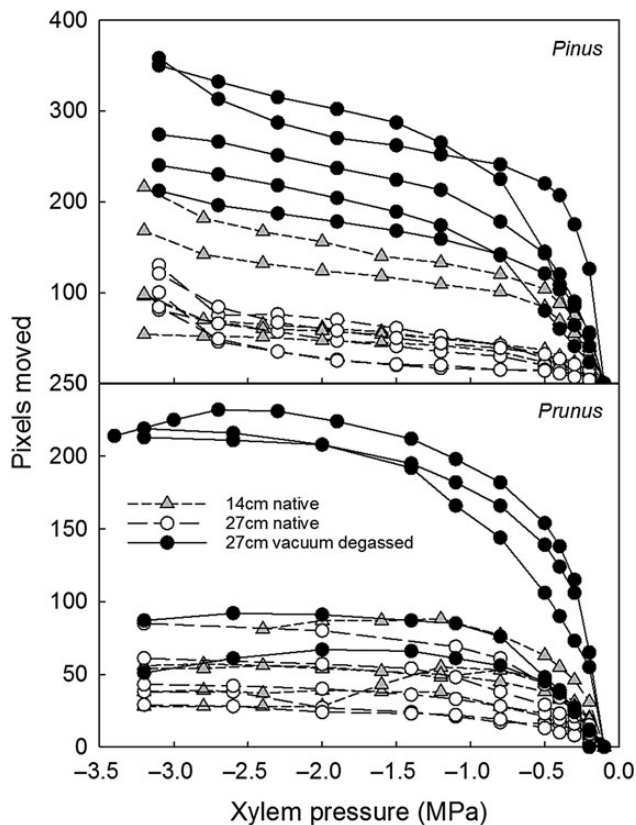 400
Pinus
300
200
100
250
Prunus
200
150
14cm native
27cm native
27cm vacuum degassed
100
50
0
–3.5 –3.0 –2.5 –2.0 –1.5 –1.0 –0.5 0.0
Xylem pressure (MPa)
Pixels moved